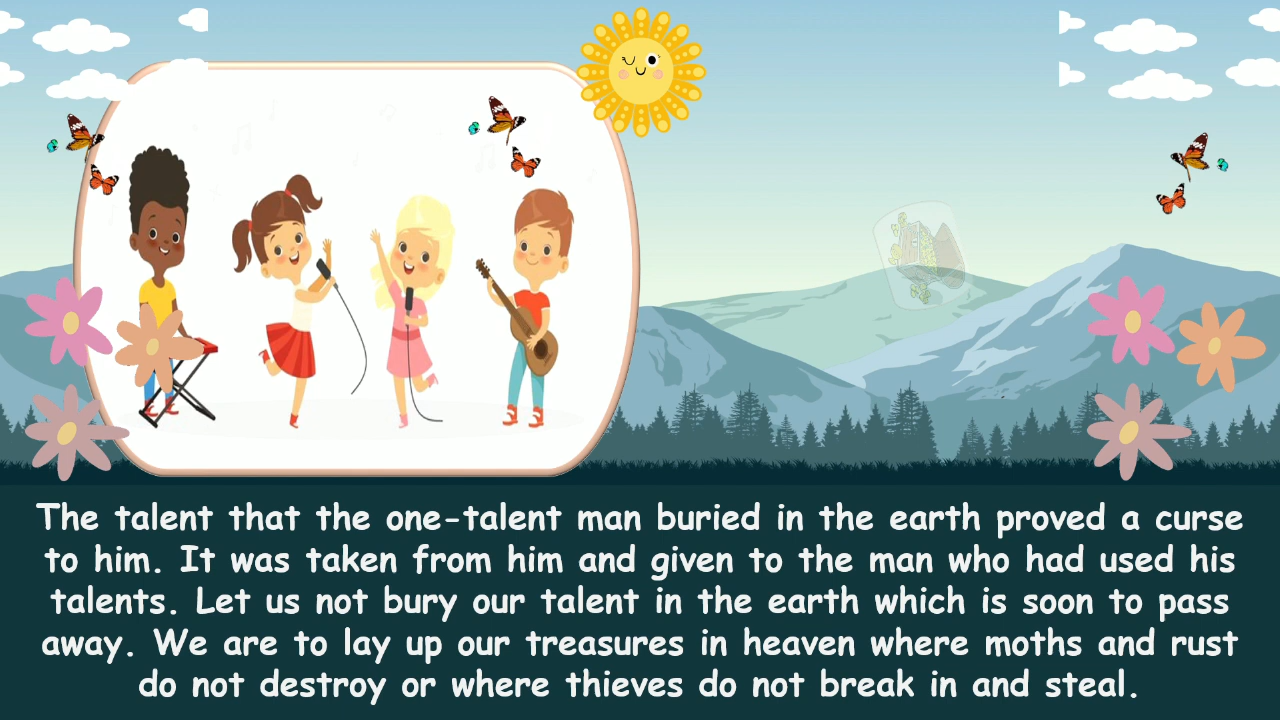 The talent that the one-talent man buried in the earth proved a curse
to him. It was taken from him and given to the man who had used his
talents. Let us not bury our talent in the earth which is soon to pass
away. We are to lay up our treasures in heaven where moths and rust
do not destroy or where thieves do not break in and steal.